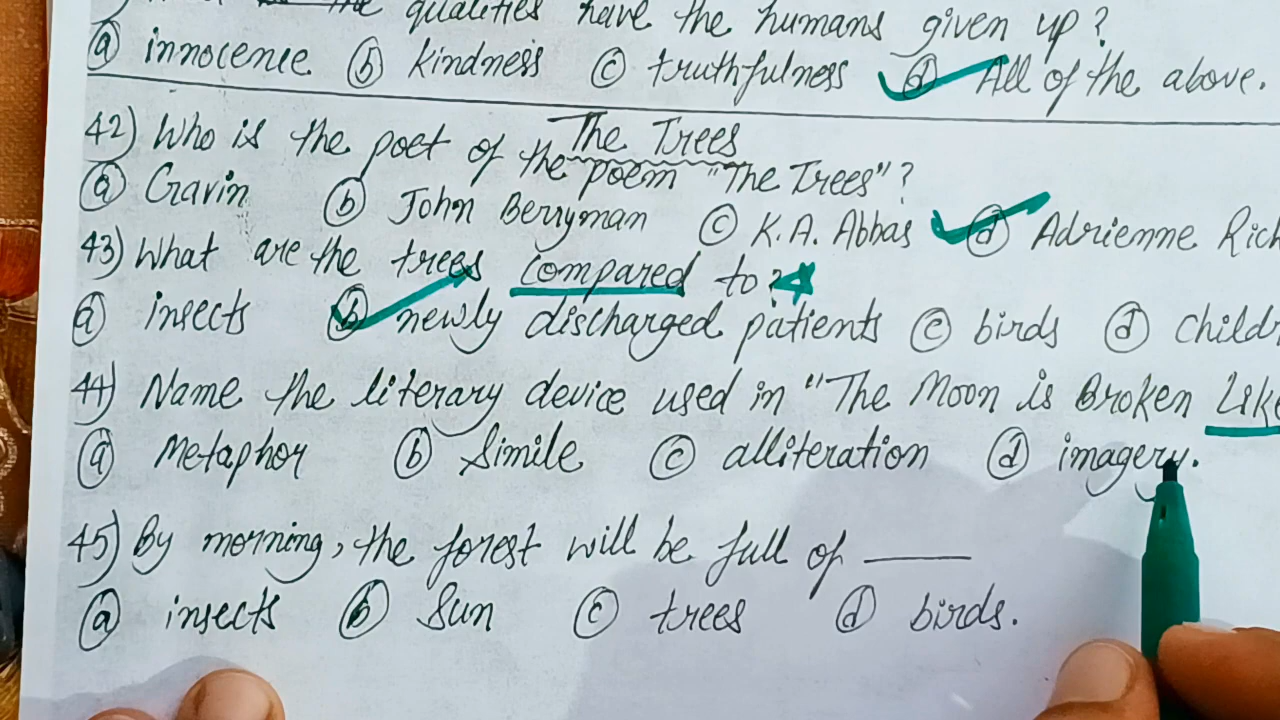 the qualities have the humans given up?
ⓐ innocence ⓑ kindness ⓒ truthfulness ⓓ All of the above.
The Trees
42) Who is the poet of the poem "The Trees"?
ⓐ Gravin ⓑ John Berryman ⓒ K.A. Abbas ⓓ Adrienne Rich
43) What are the trees compared to?
ⓐ insects ⓑ newly discharged patients ⓒ birds ⓓ Child
44) Name the literary device used in "The Moon is Broken Like
ⓐ Metaphor ⓑ Simile ⓒ alliteration ⓓ imagery.
45) By morning, the forest will be full of ______
ⓐ insects ⓑ Sun ⓒ trees ⓓ birds.